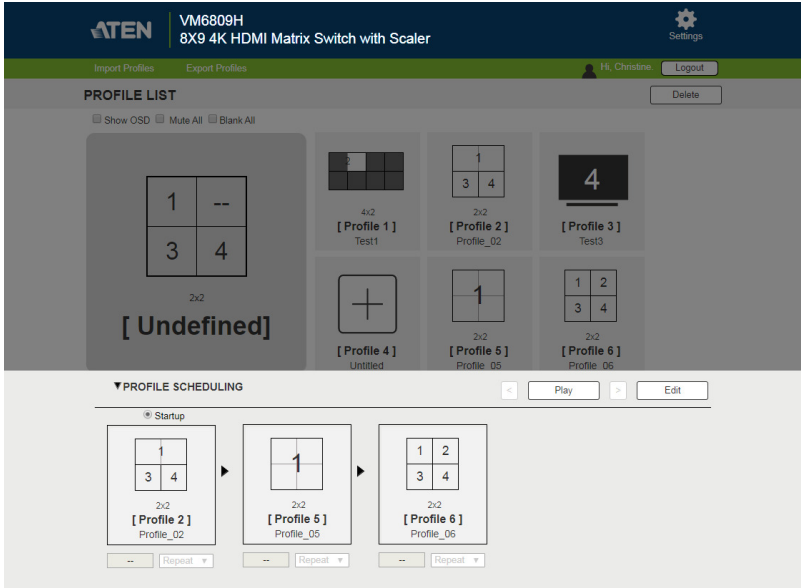 ATEN
VM6809H
8X9 4K HDMI Matrix Switch with Scaler
Settings
Import Profiles Export Profiles
Hi, Christine. Logout
PROFILE LIST
Delete
Show OSD Mute All Blank All
1 --
3 4
2x2
[ Undefined]
2
4x2
[ Profile 1 ]
Test1
1
3 4
2x2
[ Profile 2 ]
Profile_02
4
[ Profile 3 ]
Test3
[ Profile 4 ]
Untitled
1
2x2
[ Profile 5 ]
Profile_05
1 2
3 4
2x2
[ Profile 6 ]
Profile_06
▼PROFILE SCHEDULING
< Play > Edit
Startup
1
3 4
2x2
[ Profile 2 ]
Profile_02
-- Repeat ▼
1
2x2
[ Profile 5 ]
Profile_05
-- Repeat ▼
1 2
3 4
2x2
[ Profile 6 ]
Profile_06
-- Repeat ▼